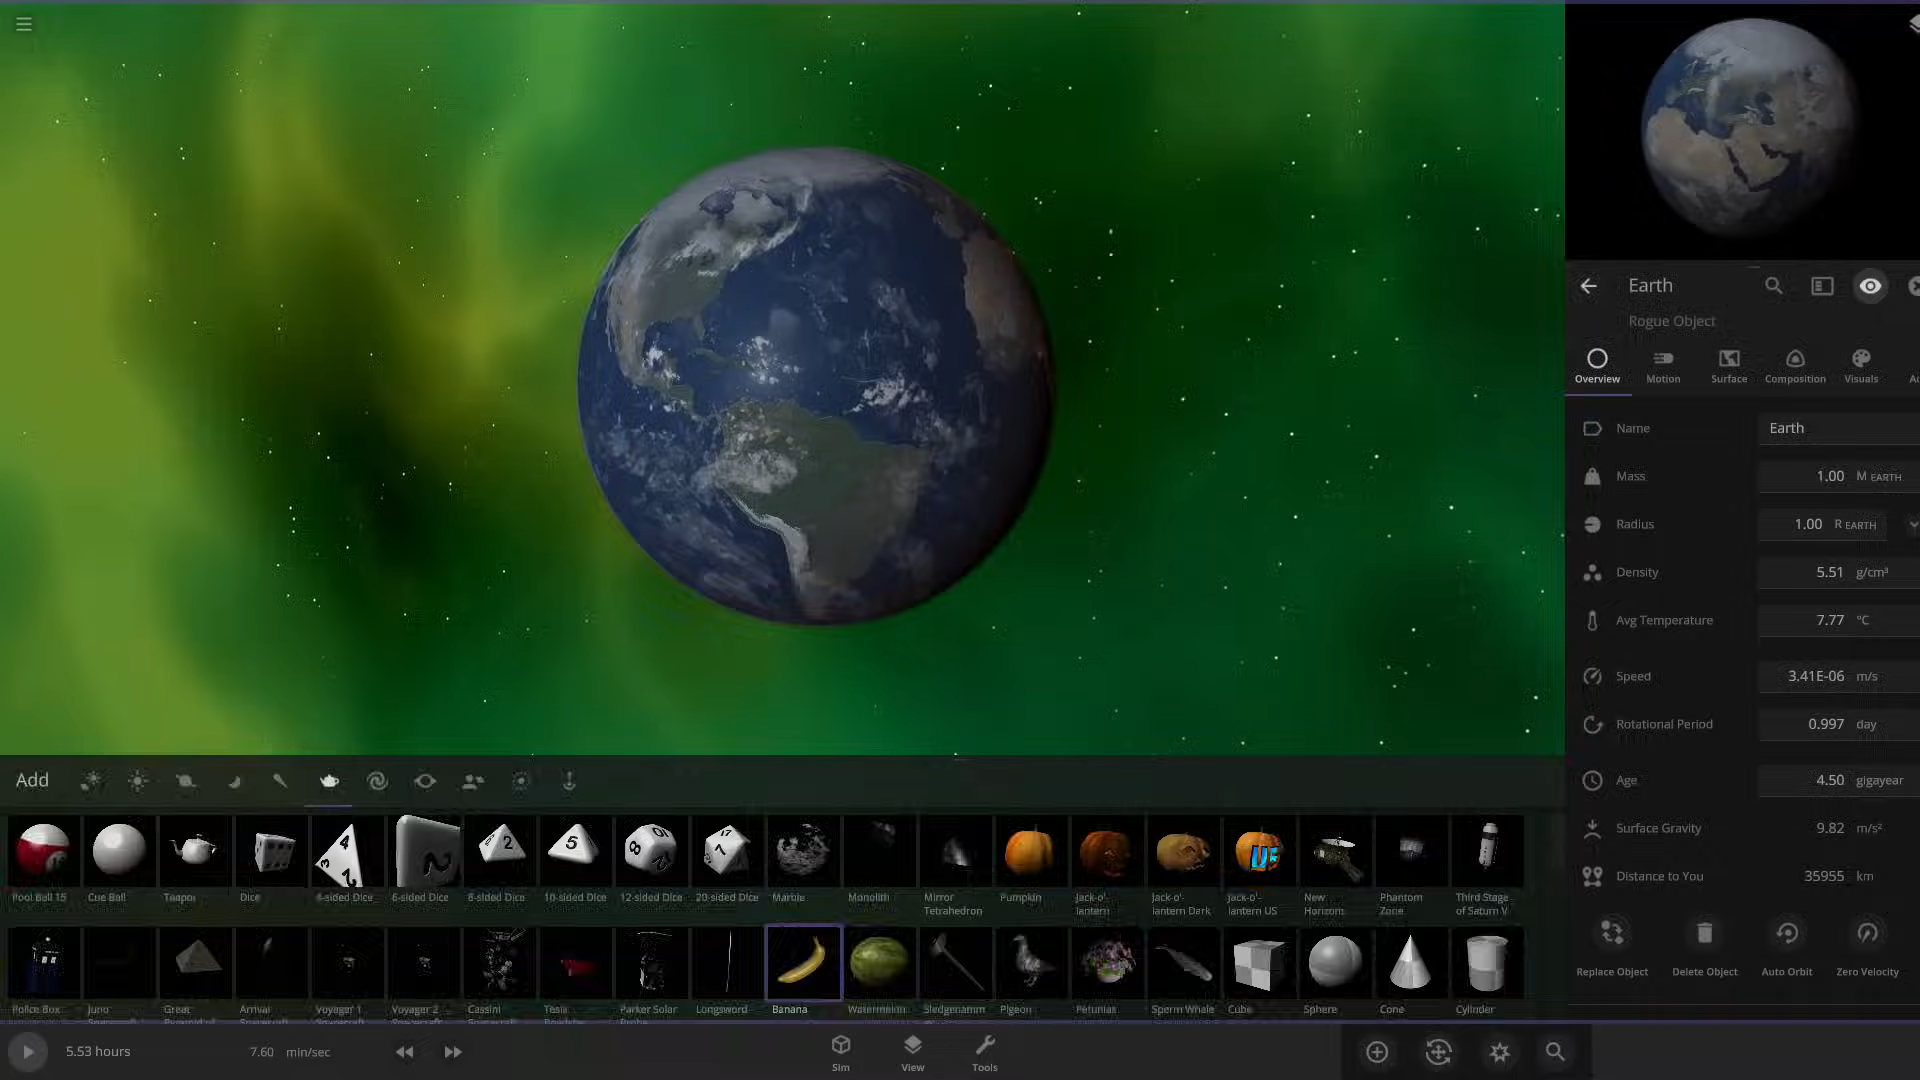 Earth
Rogue Object
Overview
Motion
Surface
Composition
Visuals
Name
Earth
Mass
1.00 M EARTH
Radius
1.00 R EARTH
Density
5.51 g/cm³
Avg Temperature
7.77 °C
Speed
3.41E-06 m/s
Rotational Period
0.997 day
Age
4.50 gigayear
Surface Gravity
9.82 m/s²
Distance to You
35955 km
Replace Object
Delete Object
Auto Orbit
Zero Velocity
Add
Pool Ball 15
Cue Ball
Teapot
Dice
4-sided Dice
6-sided Dice
8-sided Dice
10-sided Dice
12-sided Dice
20-sided Dice
Marble
Monolith
Mirror
Tetrahedron
Pumpkin
Jack-o'-
lantern
Jack-o'-
lantern Dark
Jack-o'-
lantern US
New
Horizons
Phantom
Zone
Third Stage
of Saturn V
Police Box
Juno
Great
Arrival
Voyager 1
Voyager 2
Cassini
Tesla
Parker Solar
Longsword
Banana
Watermelon
Sledgehamm
Pigeon
Petunias
Sperm Whale
Cube
Sphere
Cone
Cylinder
5.53 hours
7.60 min/sec
Sim
View
Tools